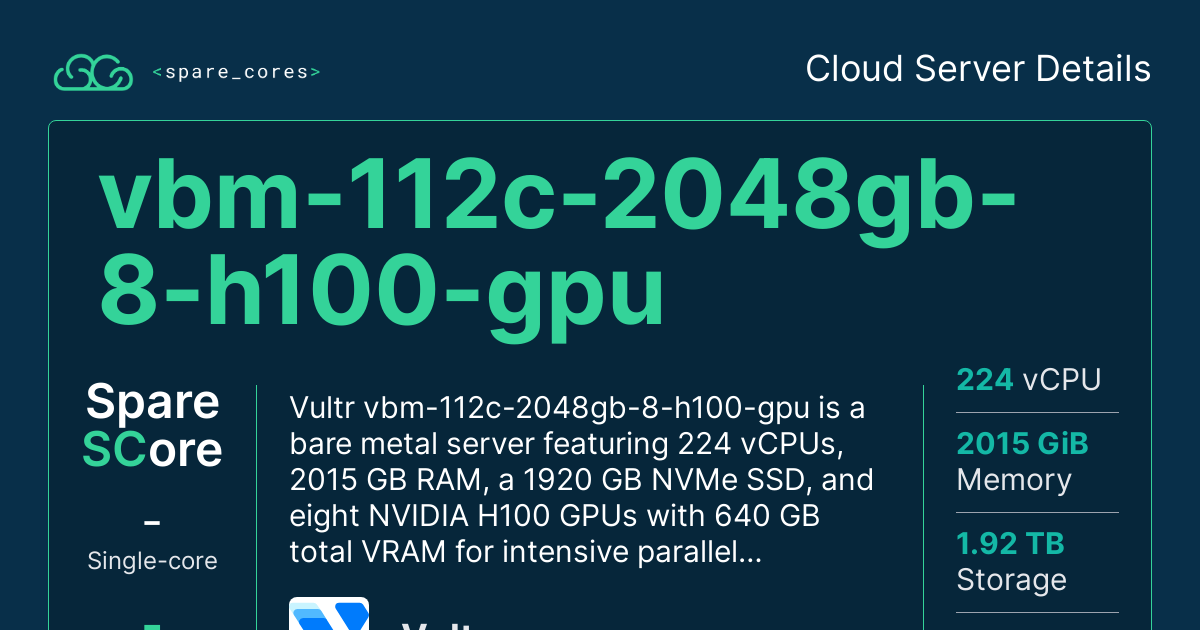 <spare_cores>
Cloud Server Details
vbm-112c-2048gb-
8-h100-gpu
Spare
SCore
–
Single-core
Vultr vbm-112c-2048gb-8-h100-gpu is a
bare metal server featuring 224 vCPUs,
2015 GB RAM, a 1920 GB NVMe SSD, and
eight NVIDIA H100 GPUs with 640 GB
total VRAM for intensive parallel...
224 vCPU
2015 GiB
Memory
1.92 TB
Storage